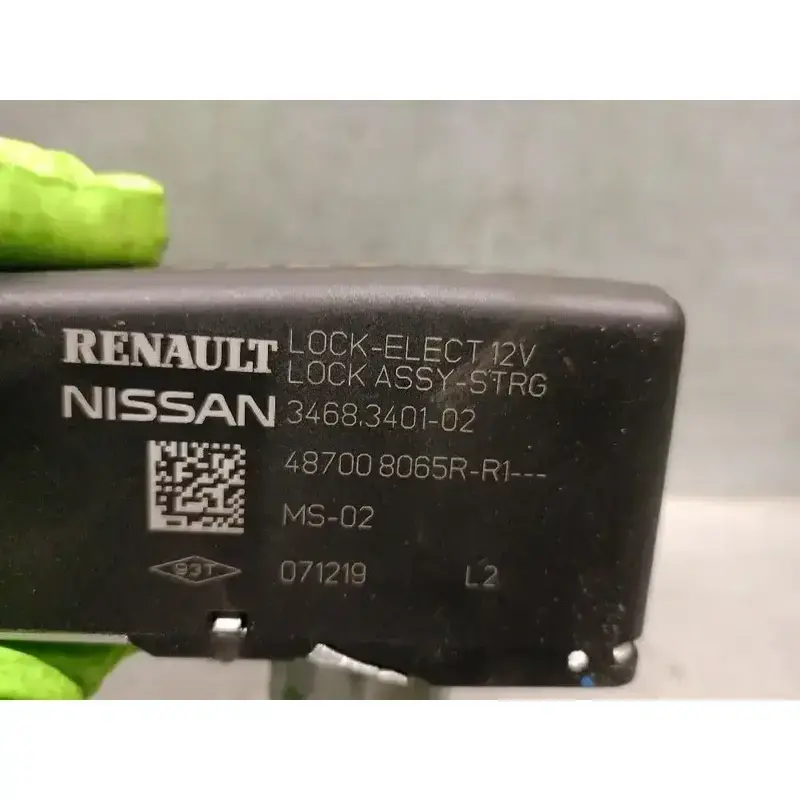 RENAULT
NISSAN
LOCK-ELECT 12V
LOCK ASSY-STRG
3468.3401-02
48700 8065R-R1---
MS-02
93T
071219 L2